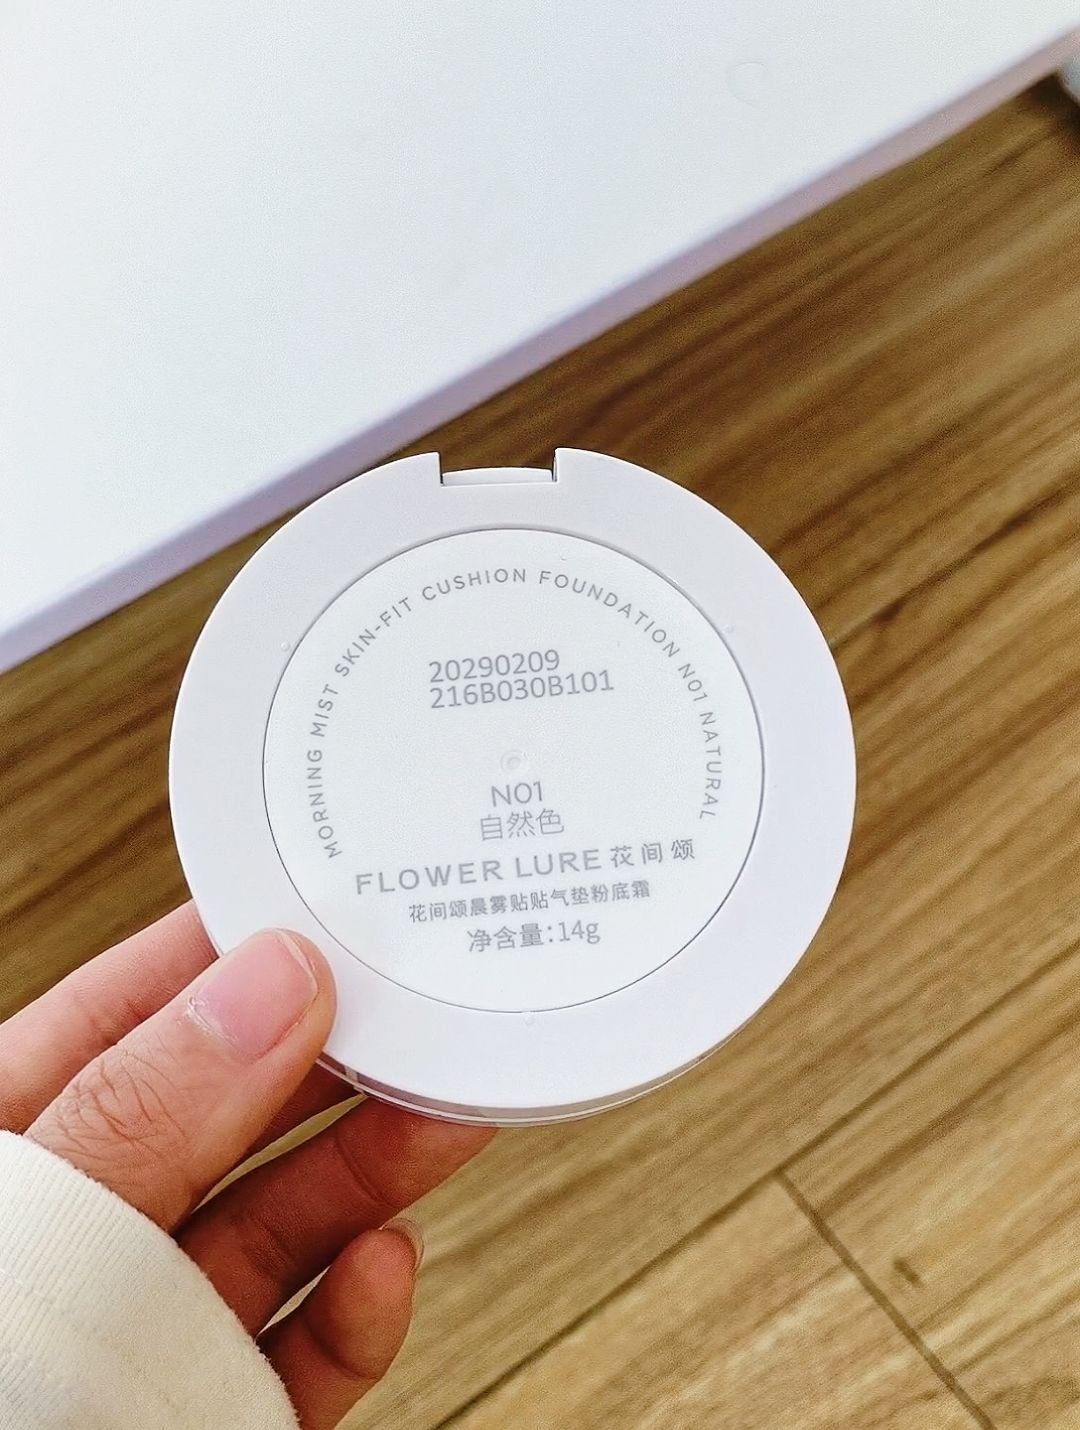 MORNING MIST SKIN-FIT CUSHION FOUNDATION N01 NATURAL
20290209
216B030B101
N01
自然色
FLOWER LURE 花间颂
花间颂晨雾贴贴气垫粉底霜
净含量:14g